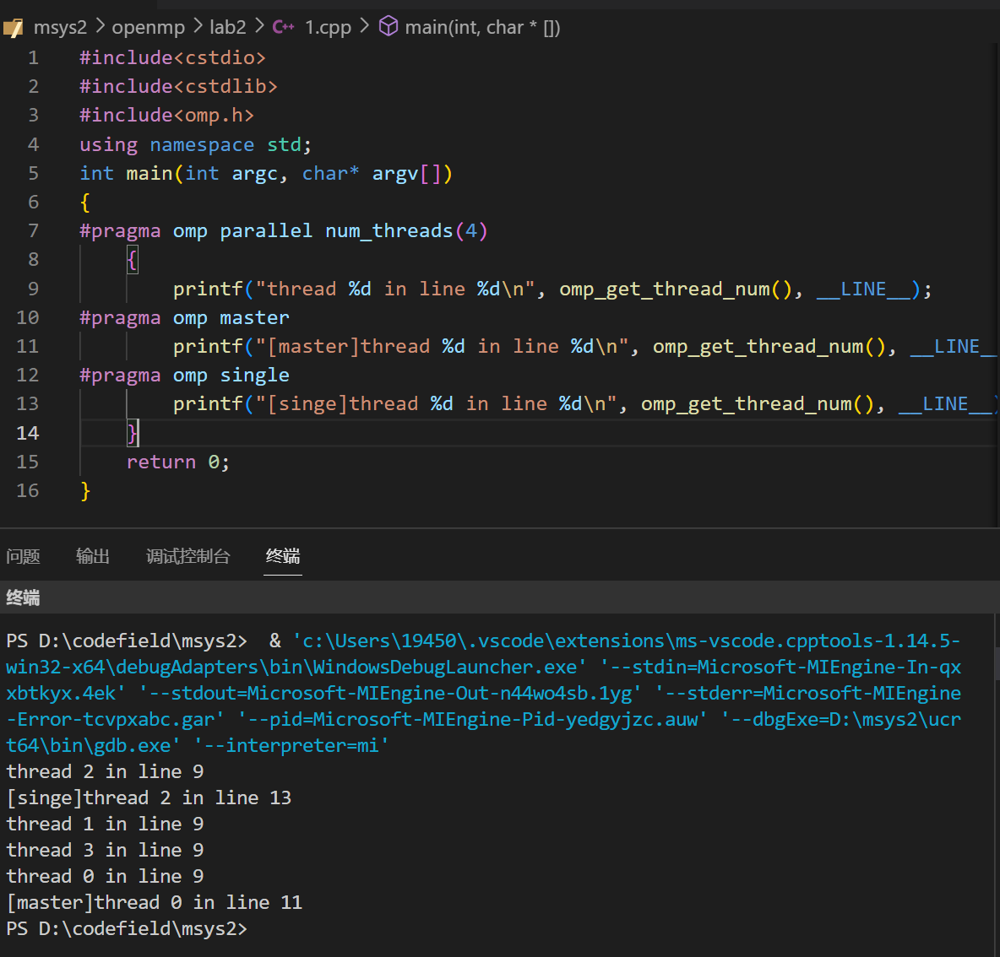 msys2 > openmp > lab2 > C++ 1.cpp > main(int, char * [])
1 #include<cstdio>
2 #include<cstdlib>
3 #include<omp.h>
4 using namespace std;
5 int main(int argc, char* argv[])
6 {
7 #pragma omp parallel num_threads(4)
8 {
9 printf("thread %d in line %d\n", omp_get_thread_num(), __LINE__);
10 #pragma omp master
11 printf("[master]thread %d in line %d\n", omp_get_thread_num(), __LINE__
12 #pragma omp single
13 printf("[singe]thread %d in line %d\n", omp_get_thread_num(), __LINE__)
14 }
15 return 0;
16 }
问题 输出 调试控制台 终端
终端
PS D:\codefield\msys2>  & 'c:\Users\19450\.vscode\extensions\ms-vscode.cpptools-1.14.5-
win32-x64\debugAdapters\bin\WindowsDebugLauncher.exe' '--stdin=Microsoft-MIEngine-In-qx
xbtkyx.4ek' '--stdout=Microsoft-MIEngine-Out-n44wo4sb.1yg' '--stderr=Microsoft-MIEngine
-Error-tcvpxabc.gar' '--pid=Microsoft-MIEngine-Pid-yedgyjzc.auw' '--dbgExe=D:\msys2\ucr
t64\bin\gdb.exe' '--interpreter=mi'
thread 2 in line 9
[singe]thread 2 in line 13
thread 1 in line 9
thread 3 in line 9
thread 0 in line 9
[master]thread 0 in line 11
PS D:\codefield\msys2>